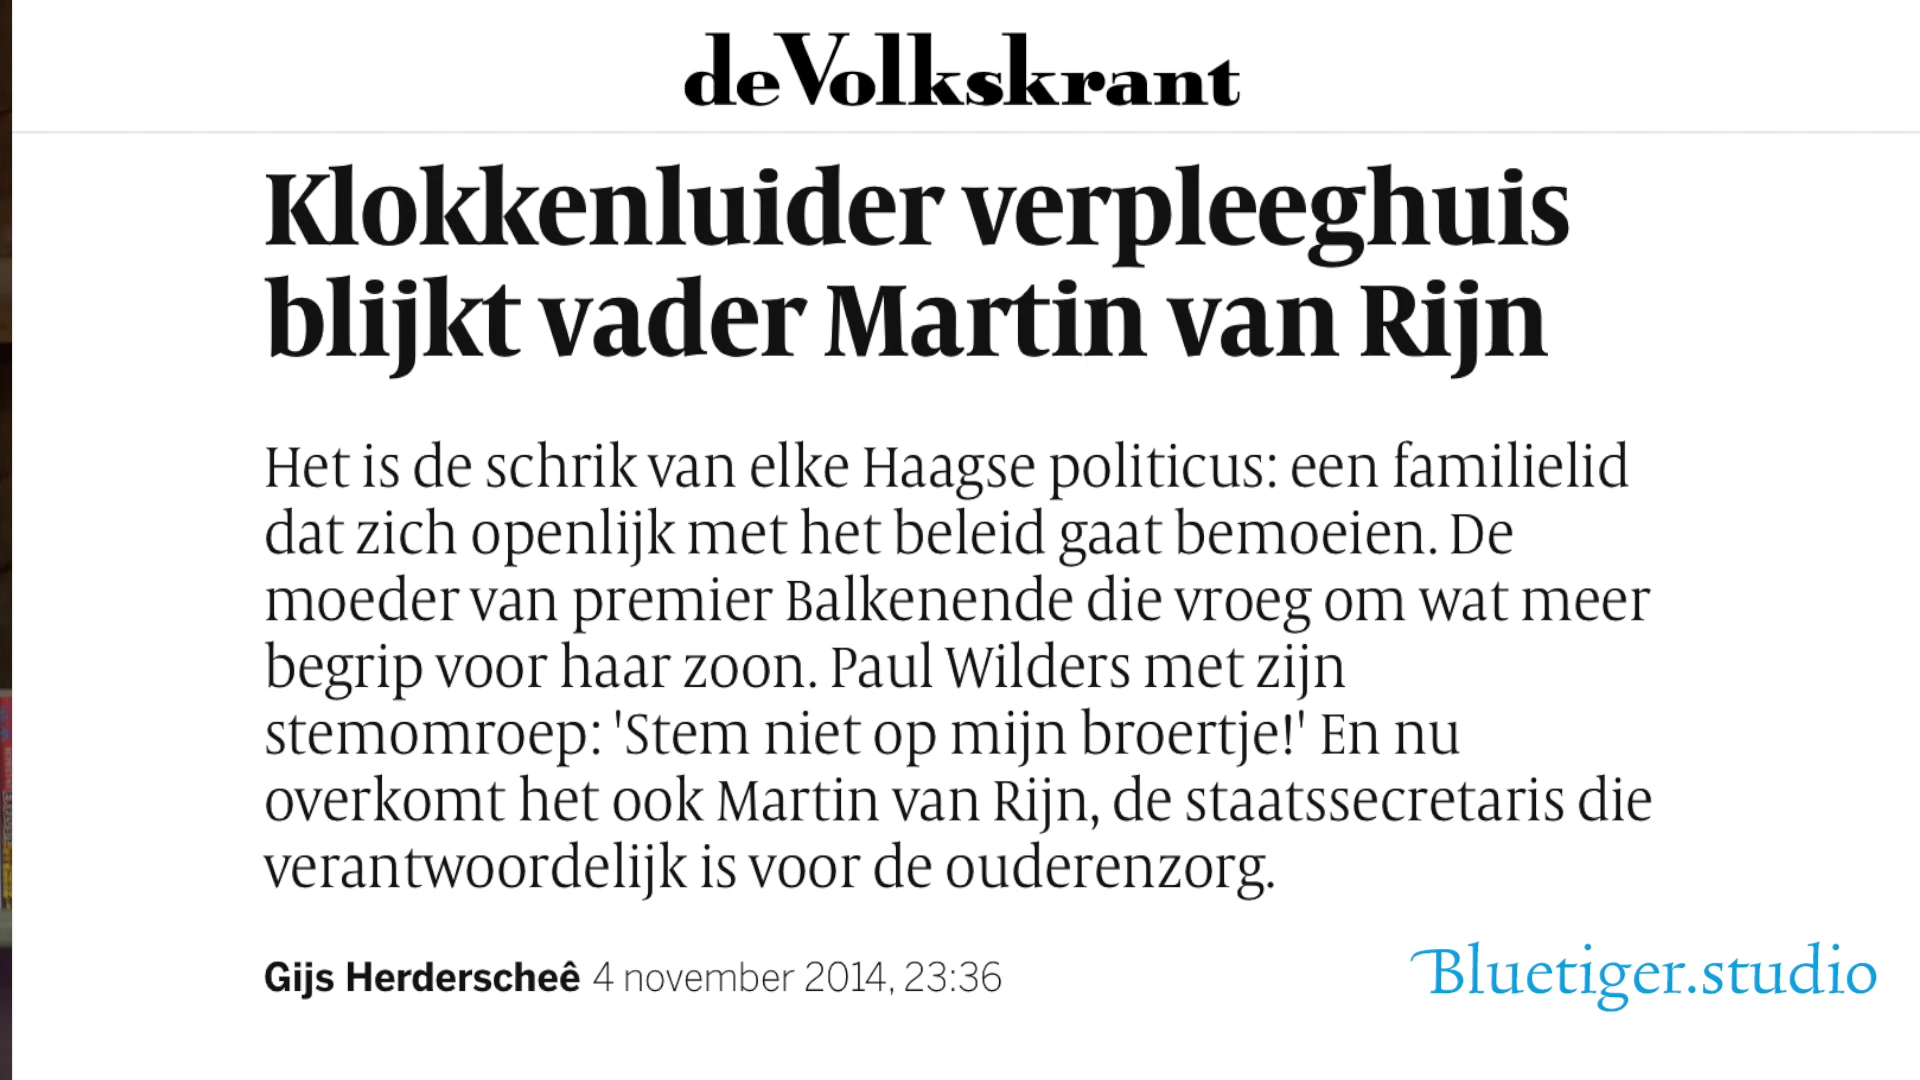 de Volkskrant
Klokkenluider verpleeghuis
blijkt vader Martin van Rijn
Het is de schrik van elke Haagse politicus: een familielid
dat zich openlijk met het beleid gaat bemoeien. De
moeder van premier Balkenende die vroeg om wat meer
begrip voor haar zoon. Paul Wilders met zijn
stemomroep: 'Stem niet op mijn broertje!' En nu
overkomt het ook Martin van Rijn, de staatssecretaris die
verantwoordelijk is voor de ouderenzorg.
Gijs Herderscheê 4 november 2014, 23:36
Bluetiger.studio